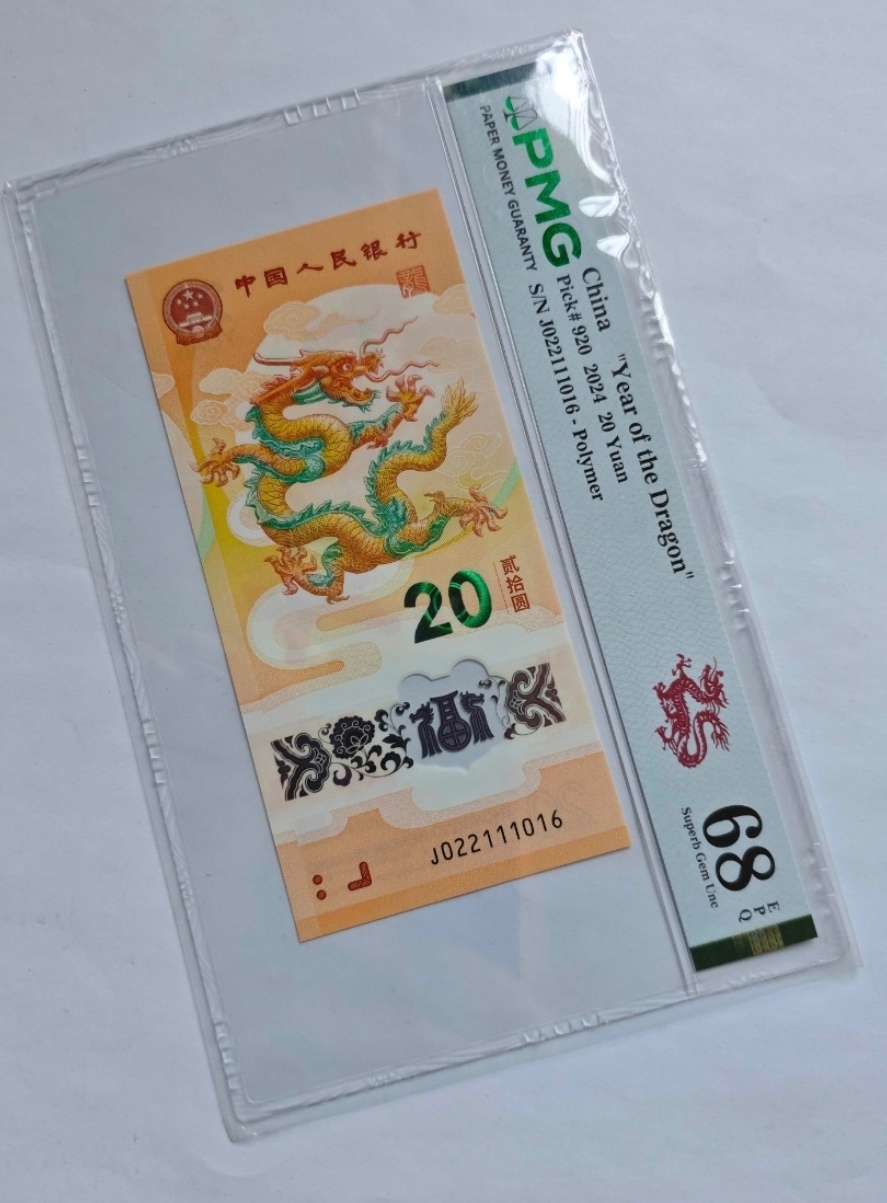 PMG
PAPER MONEY GUARANTY
China "Year of the Dragon"
Pick# 920 2024 20 Yuan
S/N J022111016 - Polymer
68
EPQ
Superb Gem Unc
中国人民银行
龍
20
贰拾圆
J022111016